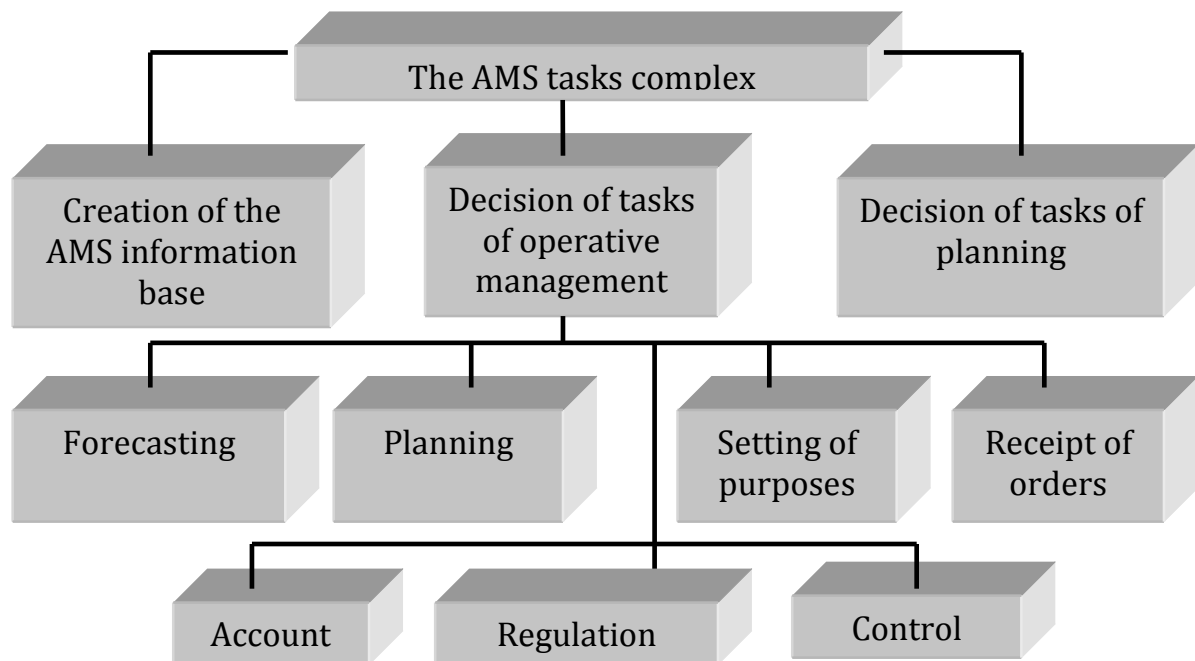 The AMS tasks complex
Creation of the
AMS information
base
Decision of tasks
of operative
management
Decision of tasks of
planning
Forecasting
Planning
Setting of
purposes
Receipt of
orders
Account
Regulation
Control